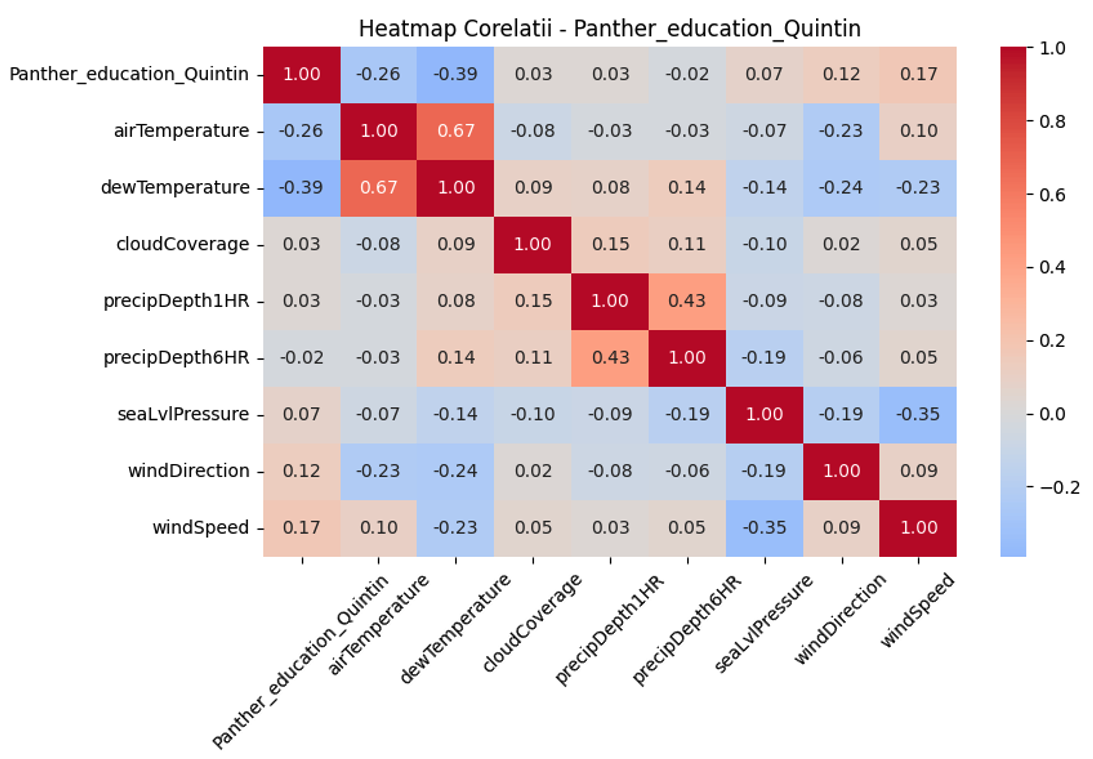 Heatmap Corelatii - Panther_education_Quintin
Panther_education_Quintin 1.00 -0.26 -0.39 0.03 0.03 -0.02 0.07 0.12 0.17
airTemperature -0.26 1.00 0.67 -0.08 -0.03 -0.03 -0.07 -0.23 0.10
dewTemperature -0.39 0.67 1.00 0.09 0.08 0.14 -0.14 -0.24 -0.23
cloudCoverage 0.03 -0.08 0.09 1.00 0.15 0.11 -0.10 0.02 0.05
precipDepth1HR 0.03 -0.03 0.08 0.15 1.00 0.43 -0.09 -0.08 0.03
precipDepth6HR -0.02 -0.03 0.14 0.11 0.43 1.00 -0.19 -0.06 0.05
seaLvlPressure 0.07 -0.07 -0.14 -0.10 -0.09 -0.19 1.00 -0.19 -0.35
windDirection 0.12 -0.23 -0.24 0.02 -0.08 -0.06 -0.19 1.00 0.09
windSpeed 0.17 0.10 -0.23 0.05 0.03 0.05 -0.35 0.09 1.00
Panther_education_Quintin
airTemperature
dewTemperature
cloudCoverage
precipDepth1HR
precipDepth6HR
seaLvlPressure
windDirection
windSpeed
1.0
0.8
0.6
0.4
0.2
0.0
−0.2